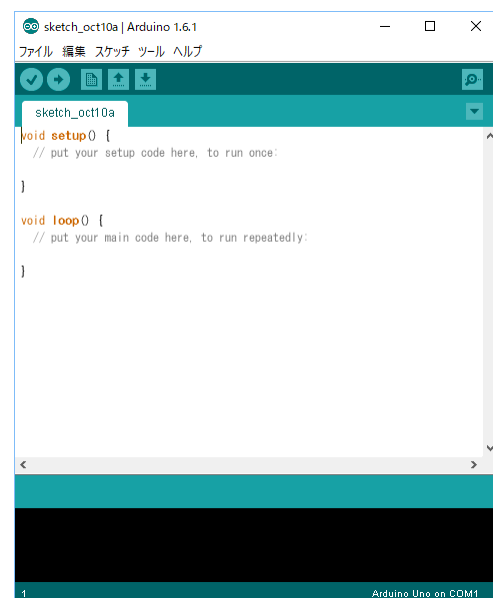 sketch_oct10a | Arduino 1.6.1
ファイル 編集 スケッチ ツール ヘルプ
sketch_oct10a
void setup() {
  // put your setup code here, to run once:
}
void loop() {
  // put your main code here, to run repeatedly:
}
1 Arduino Uno on COM1